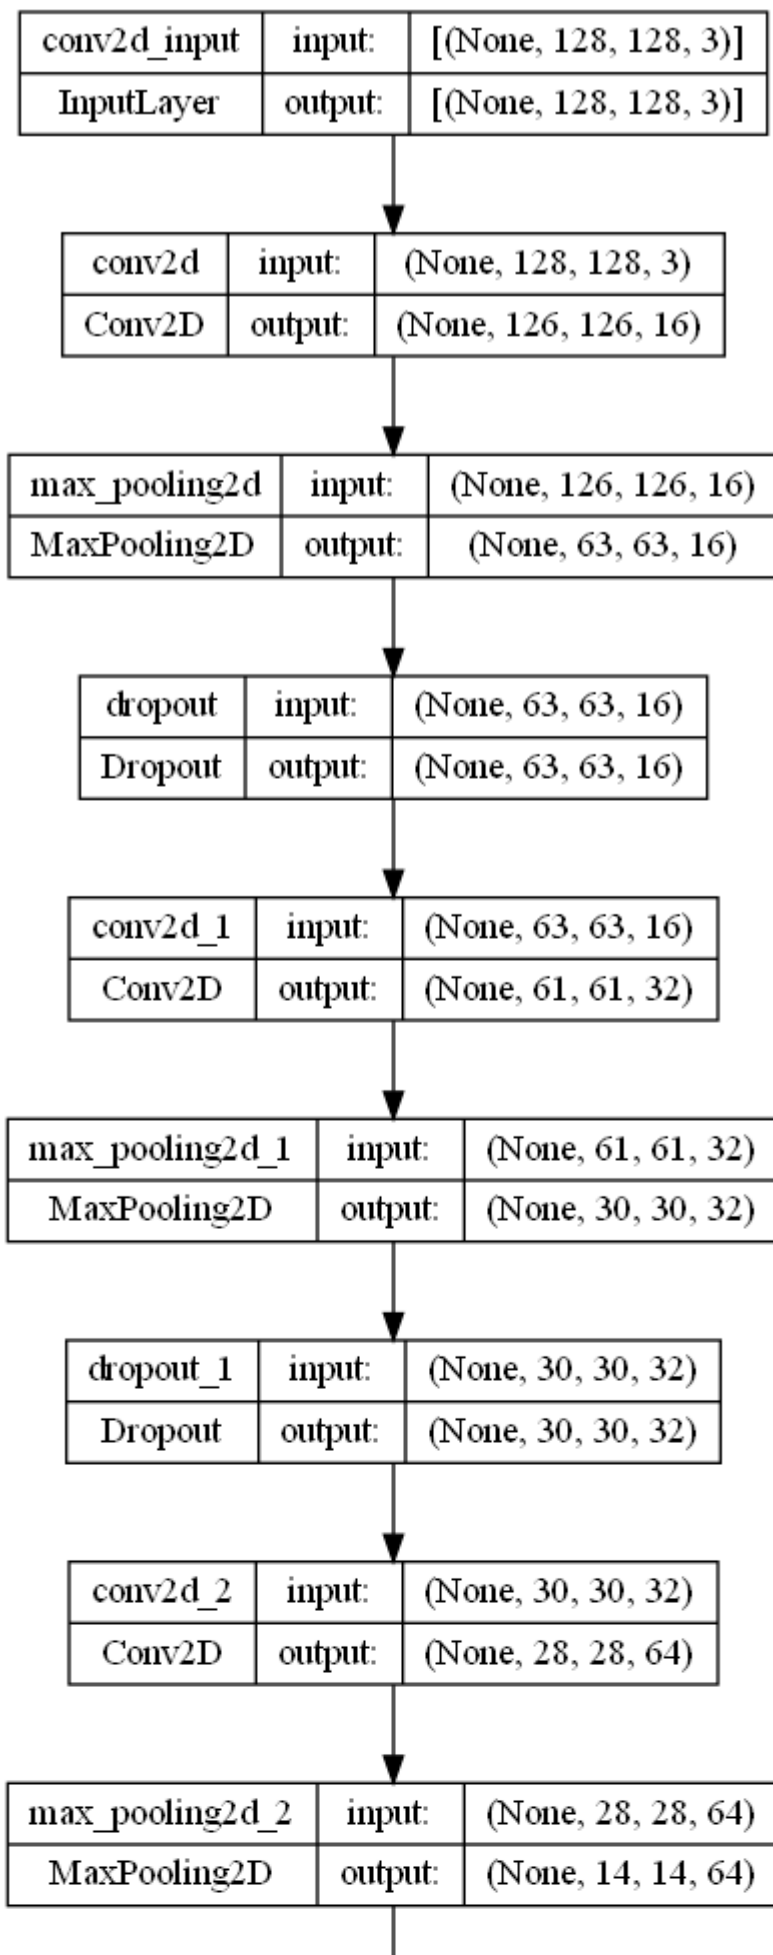 conv2d_input input: [(None, 128, 128, 3)]
InputLayer output: [(None, 128, 128, 3)]
conv2d input: (None, 128, 128, 3)
Conv2D output: (None, 126, 126, 16)
max_pooling2d input: (None, 126, 126, 16)
MaxPooling2D output: (None, 63, 63, 16)
dropout input: (None, 63, 63, 16)
Dropout output: (None, 63, 63, 16)
conv2d_1 input: (None, 63, 63, 16)
Conv2D output: (None, 61, 61, 32)
max_pooling2d_1 input: (None, 61, 61, 32)
MaxPooling2D output: (None, 30, 30, 32)
dropout_1 input: (None, 30, 30, 32)
Dropout output: (None, 30, 30, 32)
conv2d_2 input: (None, 30, 30, 32)
Conv2D output: (None, 28, 28, 64)
max_pooling2d_2 input: (None, 28, 28, 64)
MaxPooling2D output: (None, 14, 14, 64)